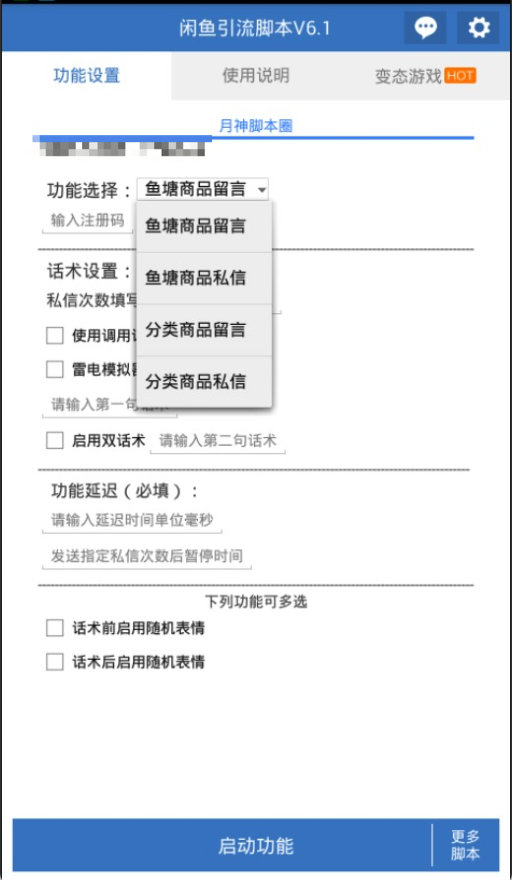 闲鱼引流脚本V6.1
功能设置
使用说明
变态游戏 HOT
月神脚本圈
功能选择： 鱼塘商品留言
输入注册码
鱼塘商品留言
鱼塘商品私信
分类商品留言
分类商品私信
话术设置：
私信次数填写
使用调用
雷电模拟
请输入第一句话术
启用双话术 请输入第二句话术
功能延迟（必填）：
请输入延迟时间单位毫秒
发送指定私信次数后暂停时间
下列功能可多选
话术前启用随机表情
话术后启用随机表情
启动功能
更多
脚本